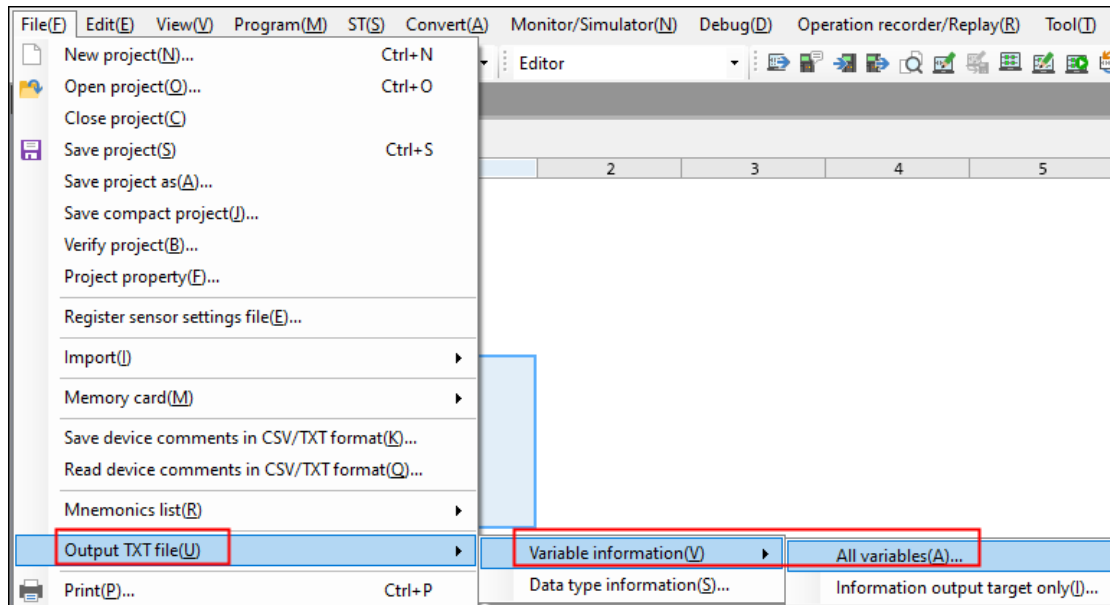 File(F) Edit(E) View(V) Program(M) ST(S) Convert(A) Monitor/Simulator(N) Debug(D) Operation recorder/Replay(R) Tool(T)
New project(N)... Ctrl+N
Editor
Open project(O)... Ctrl+O
Close project(C)
Save project(S) Ctrl+S
2 3 4 5
Save project as(A)...
Save compact project(J)...
Verify project(B)...
Project property(F)...
Register sensor settings file(E)...
Import(I)
Memory card(M)
Save device comments in CSV/TXT format(K)...
Read device comments in CSV/TXT format(Q)...
Mnemonics list(R)
Output TXT file(U) Variable information(V) All variables(A)...
Print(P)... Ctrl+P Data type information(S)... Information output target only(I)...